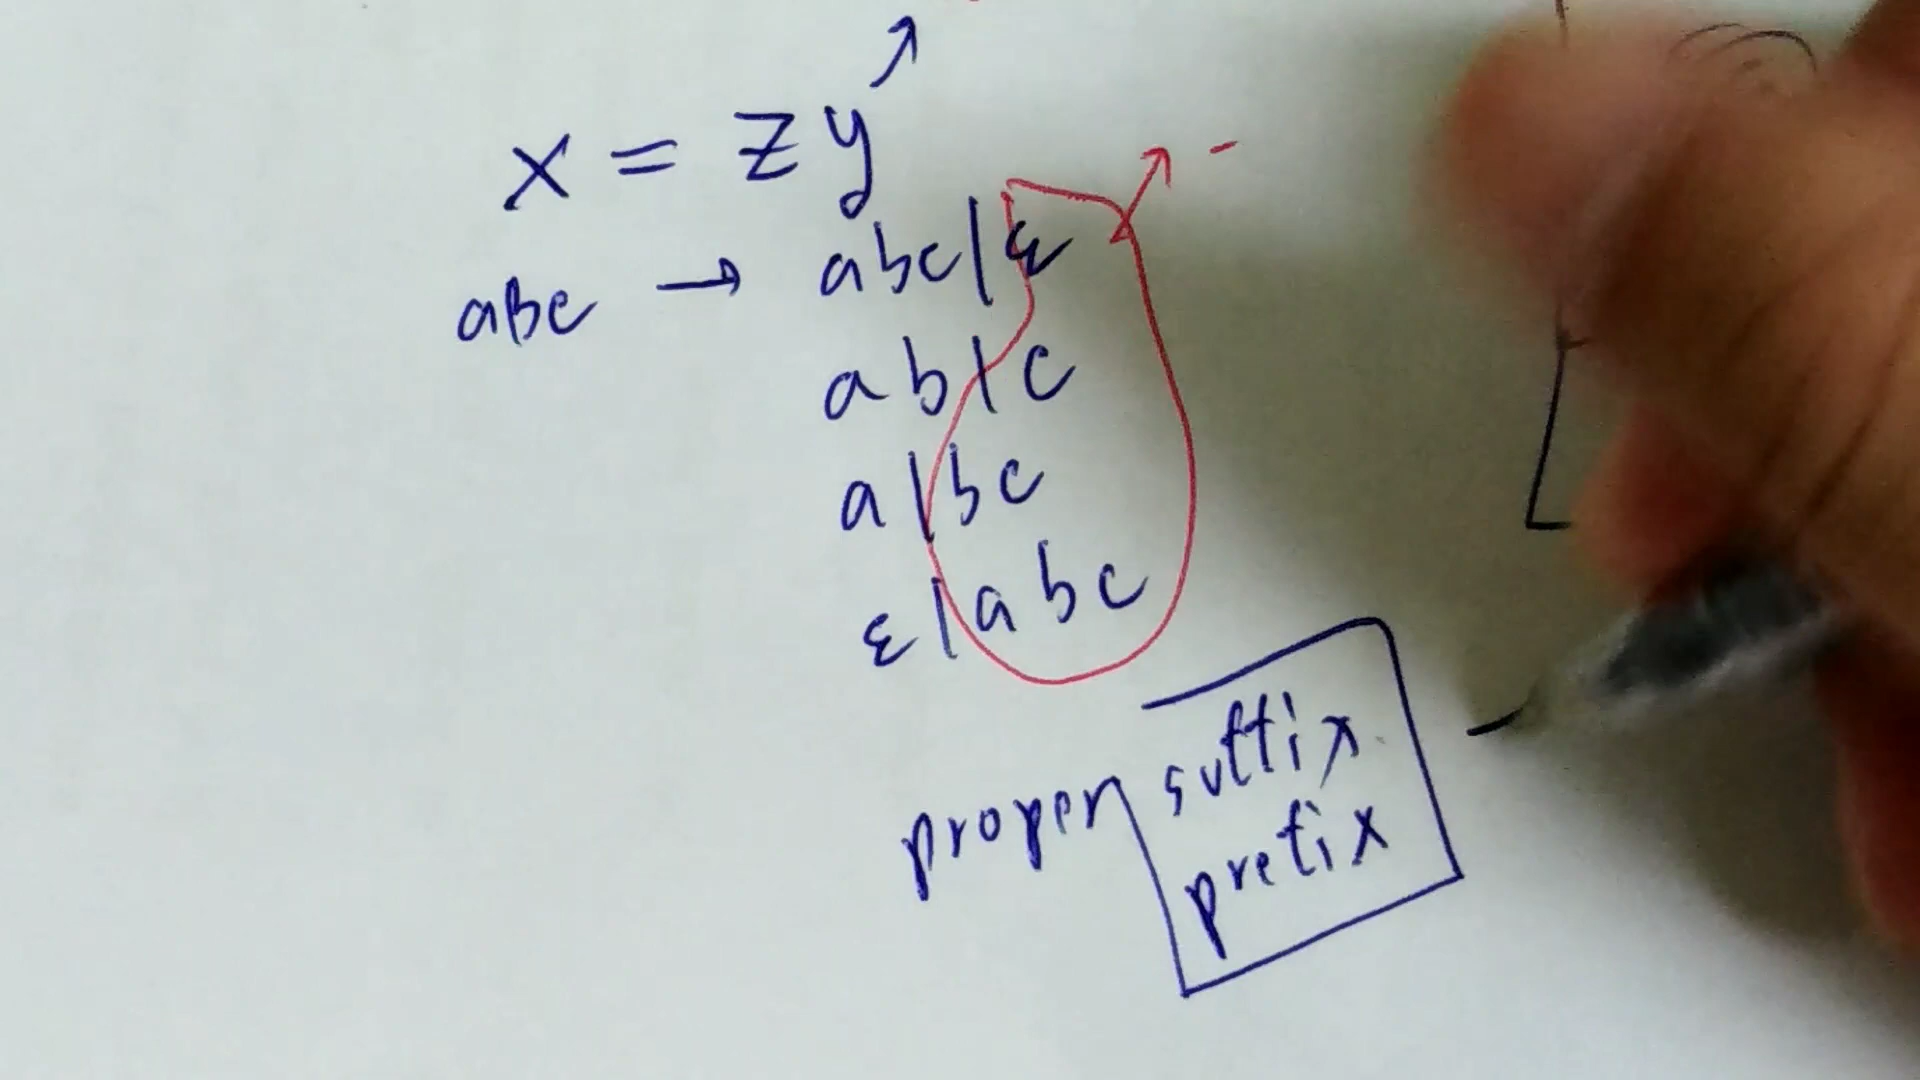 x = zy
abc → abc|ε
ab|c
a|bc
ε|abc
proper suffix
prefix